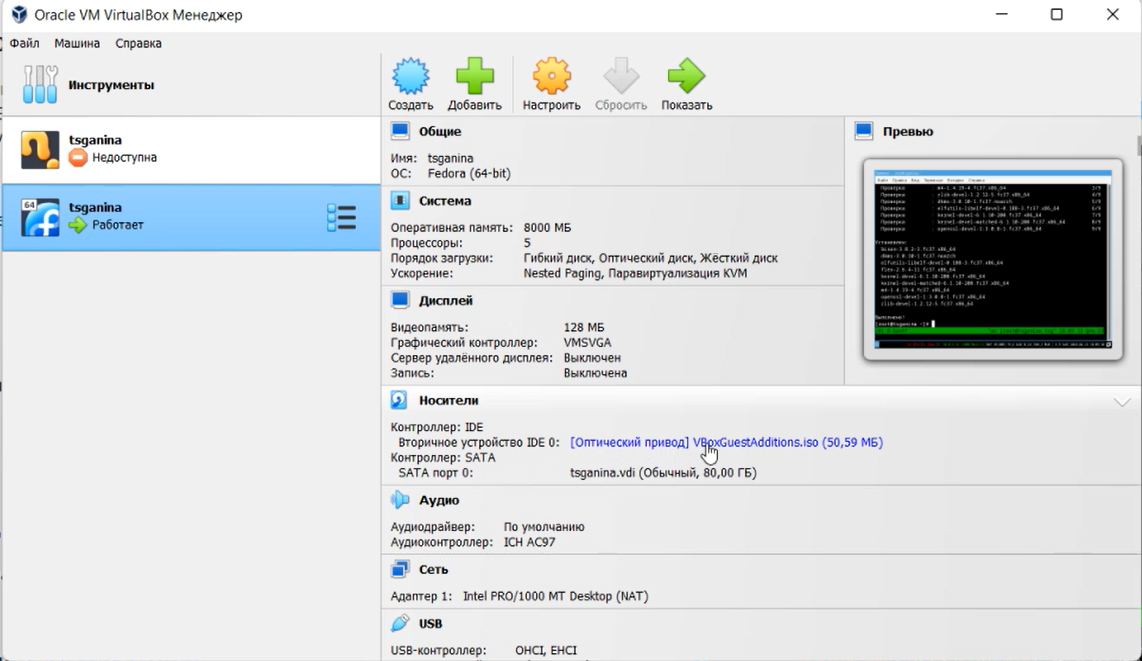 Oracle VM VirtualBox Менеджер
Файл Машина Справка
Инструменты
tsganina
Недоступна
64
tsganina
Работает
Создать Добавить Настроить Сбросить Показать
Общие
Имя: tsganina
ОС: Fedora (64-bit)
Система
Оперативная память: 8000 МБ
Процессоры: 5
Порядок загрузки: Гибкий диск, Оптический диск, Жёсткий диск
Ускорение: Nested Paging, Паравиртуализация KVM
Дисплей
Видеопамять: 128 МБ
Графический контроллер: VMSVGA
Сервер удалённого дисплея: Выключен
Запись: Выключена
Превью
Носители
Контроллер: IDE
Вторичное устройство IDE 0: [Оптический привод] VBoxGuestAdditions.iso (50,59 МБ)
Контроллер: SATA
SATA порт 0: tsganina.vdi (Обычный, 80,00 ГБ)
Аудио
Аудиодрайвер: По умолчанию
Аудиоконтроллер: ICH AC97
Сеть
Адаптер 1: Intel PRO/1000 MT Desktop (NAT)
USB
USB-контроллер: OHCI, EHCI